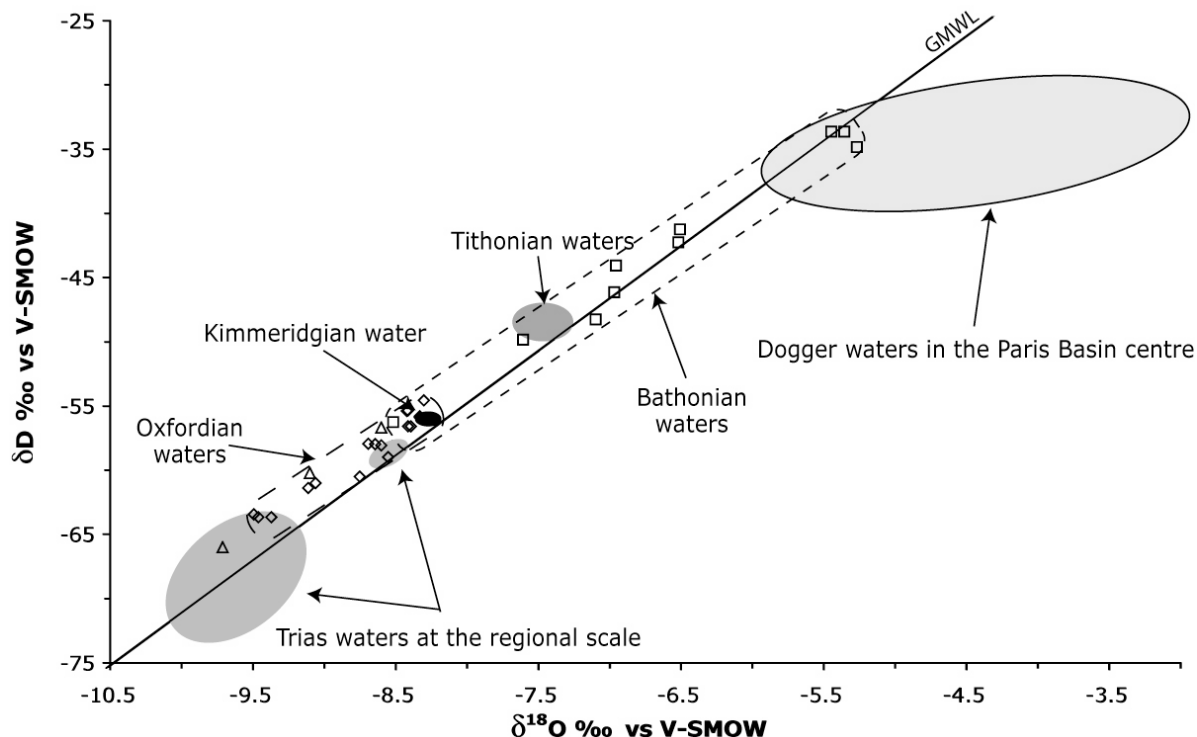 -25
GMWL
-35
Tithonian waters
-45
Kimmeridgian water
Dogger waters in the Paris Basin centre
Bathonian
waters
-55
Oxfordian
waters
-65
Trias waters at the regional scale
-75
-10.5 -9.5 -8.5 -7.5 -6.5 -5.5 -4.5 -3.5
δD ‰ vs V-SMOW
δ¹⁸O ‰ vs V-SMOW